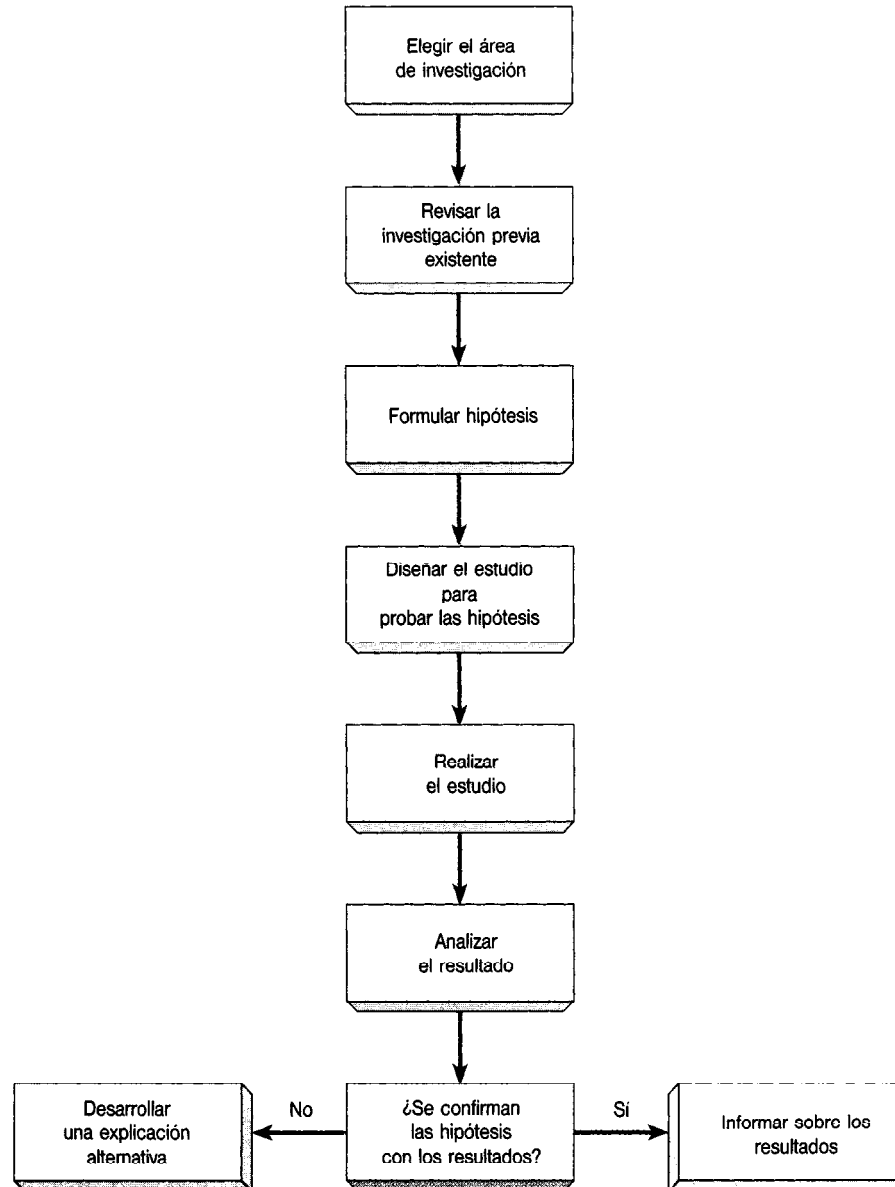 Elegir el área
de investigación
Revisar la
investigación previa
existente
Formular hipótesis
Diseñar el estudio
para
probar las hipótesis
Realizar
el estudio
Analizar
el resultado
Desarrollar
una explicación
alternativa
No
¿Se confirman
las hipótesis
con los resultados?
Sí
Informar sobre los
resultados